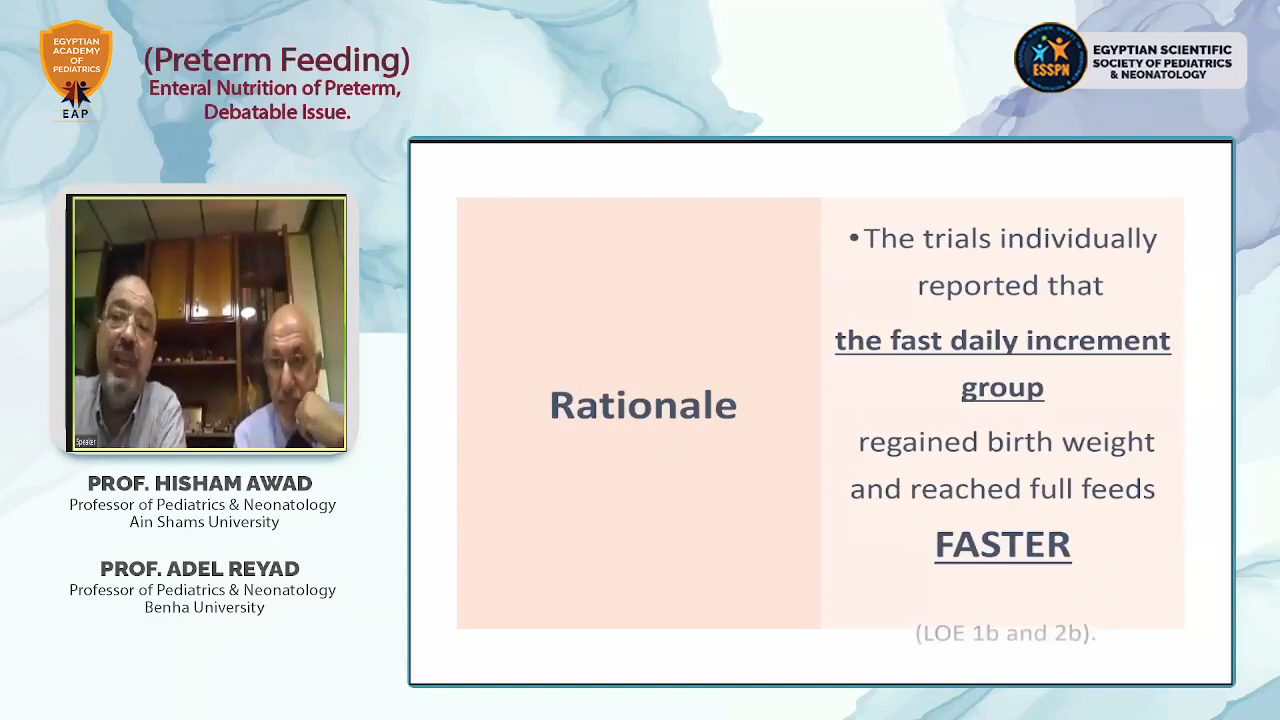 EGYPTIAN
ACADEMY
OF
PEDIATRICS
EAP
(Preterm Feeding)
Enteral Nutrition of Preterm,
Debatable Issue.
ESSPN
EGYPTIAN SCIENTIFIC
SOCIETY OF PEDIATRICS
& NEONATOLOGY
Speaker
PROF. HISHAM AWAD
Professor of Pediatrics & Neonatology
Ain Shams University
PROF. ADEL REYAD
Professor of Pediatrics & Neonatology
Benha University
Rationale
•The trials individually
reported that
the fast daily increment
group
regained birth weight
and reached full feeds
FASTER
(LOE 1b and 2b).